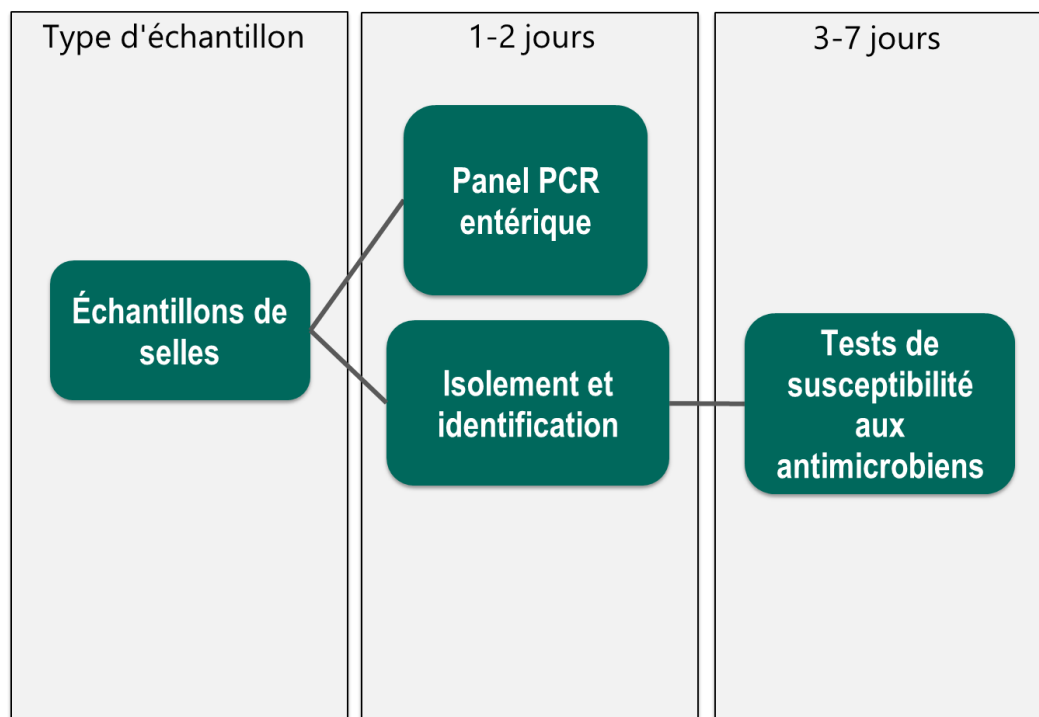 Type d'échantillon
1-2 jours
3-7 jours
Panel PCR
entérique
Échantillons de
selles
Isolement et
identification
Tests de
susceptibilité
aux
antimicrobiens